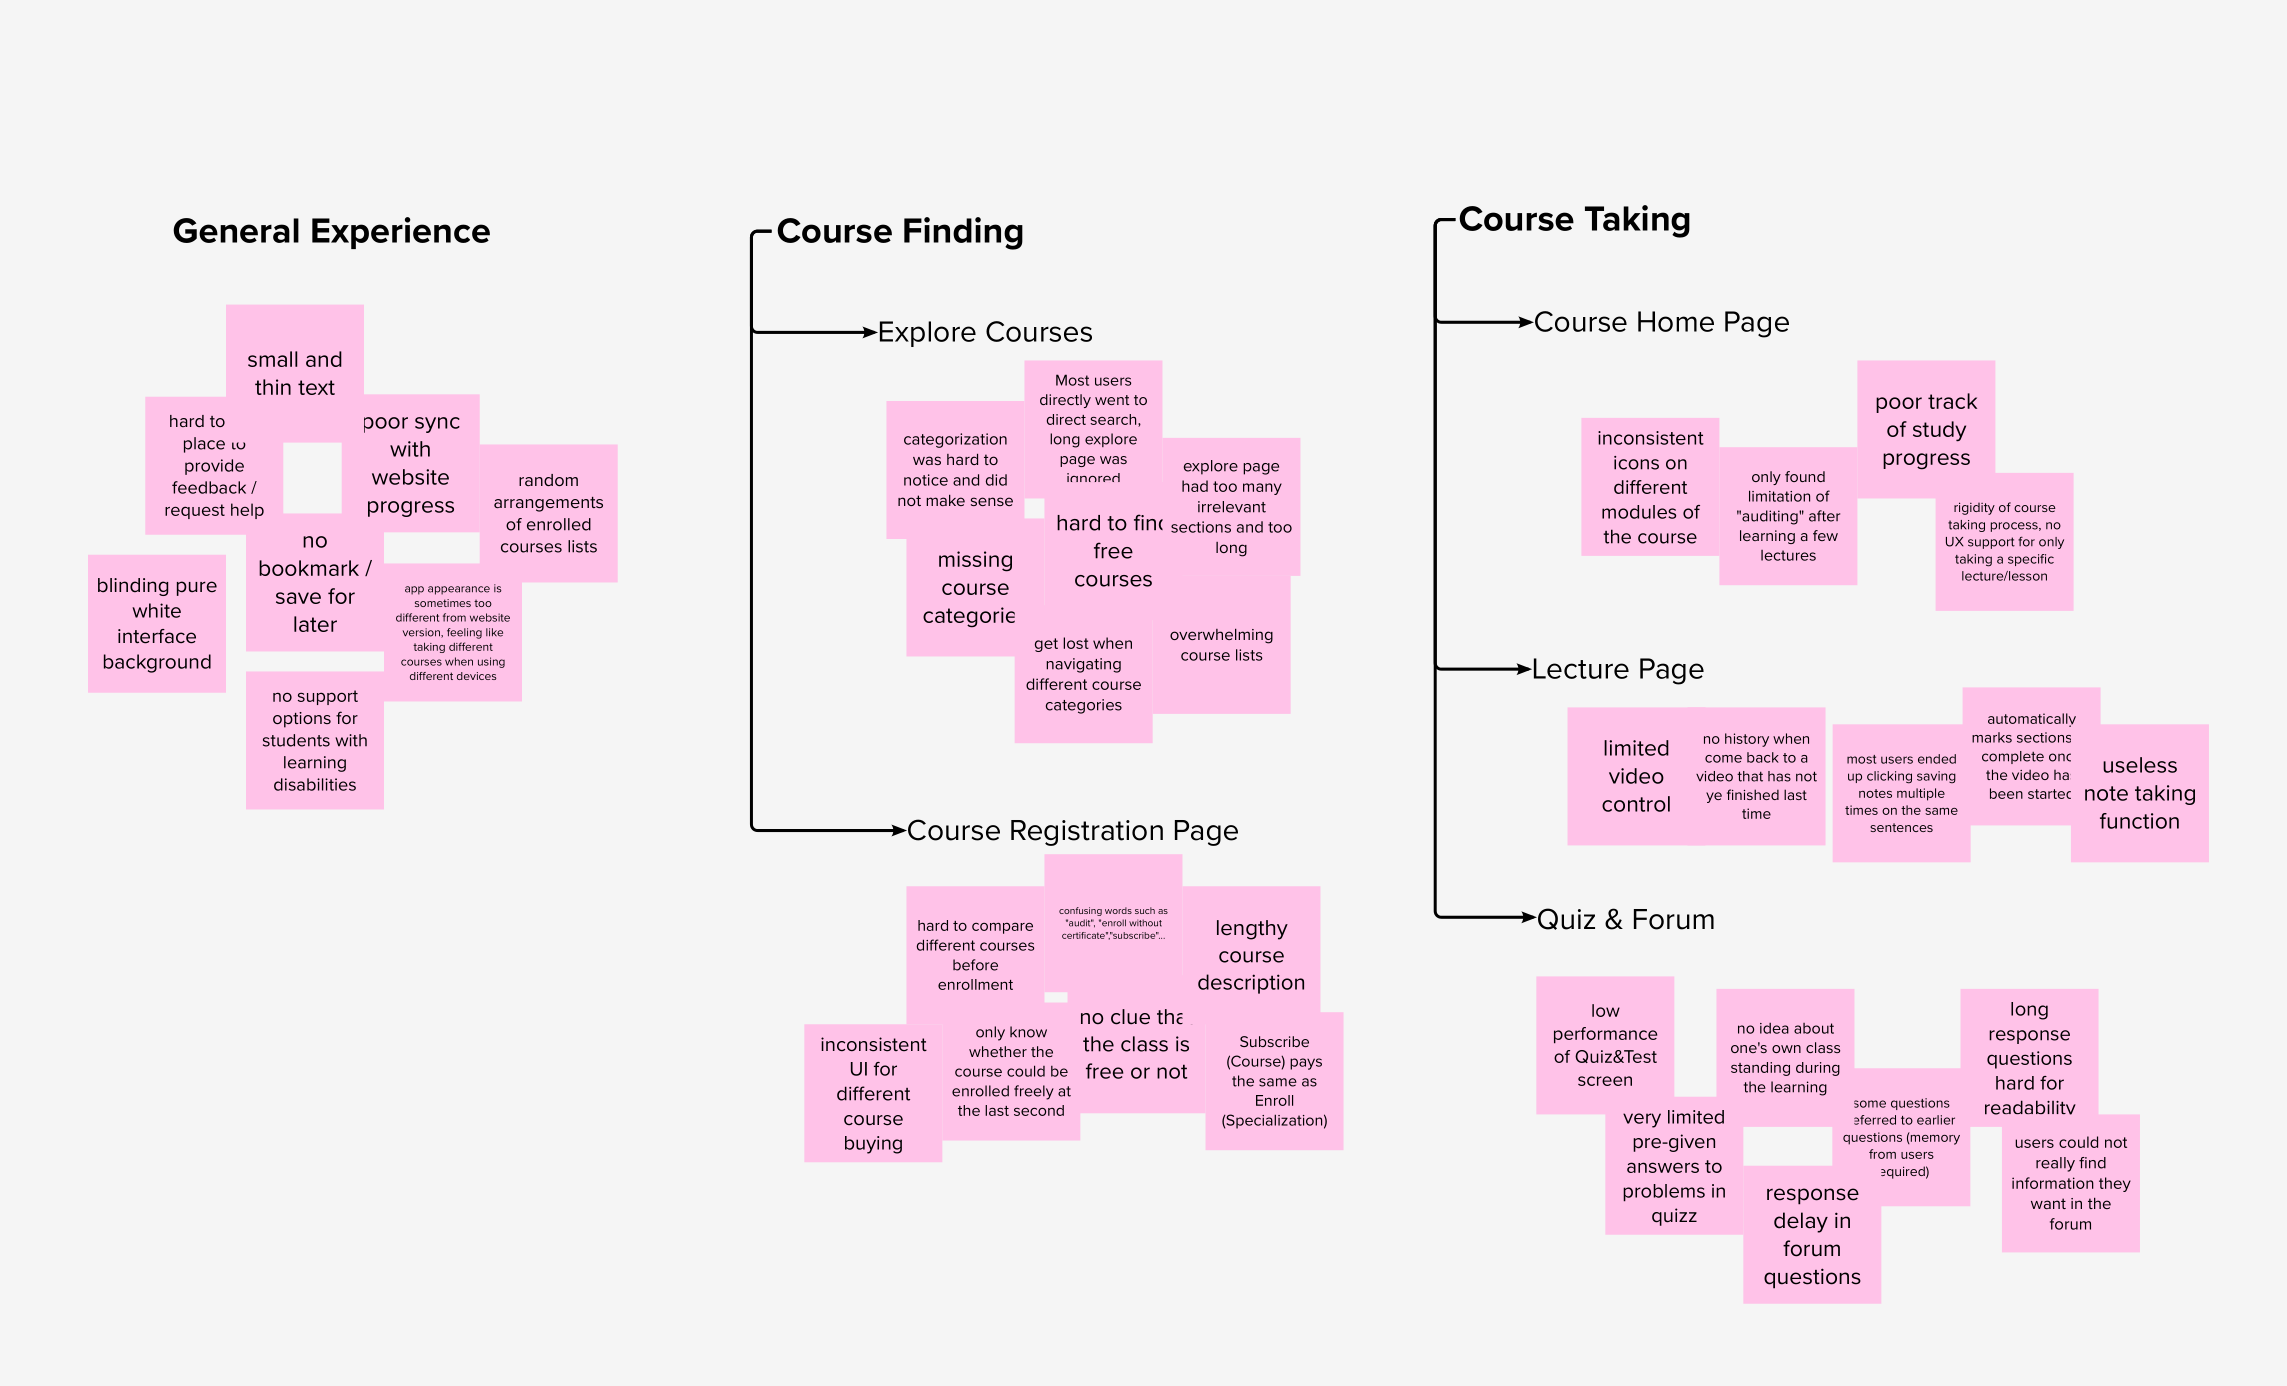 General Experience
small and
thin text
hard to
place to
provide
feedback /
request help
poor sync
with
website
progress
random
arrangements
of enrolled
courses lists
no
bookmark /
save for
later
blinding pure
white
interface
background
app appearance is
sometimes too
different from website
version, feeling like
taking different
courses when using
different devices
no support
options for
students with
learning
disabilities
Course Finding
Explore Courses
Most users
directly went to
direct search,
long explore
page was
ignored
categorization
was hard to
notice and did
not make sense
explore page
had too many
irrelevant
sections and too
long
hard to find
free
courses
missing
course
categorie
get lost when
navigating
different course
categories
overwhelming
course lists
Course Registration Page
confusing words such as
"audit", "enroll without
certificate","subscribe"...
hard to compare
different courses
before
enrollment
lengthy
course
description
no clue tha
the class is
free or not
only know
whether the
course could be
enrolled freely at
the last second
inconsistent
UI for
different
course
buying
Subscribe
(Course) pays
the same as
Enroll
(Specialization)
Course Taking
Course Home Page
inconsistent
icons on
different
modules of
the course
only found
limitation of
"auditing" after
learning a few
lectures
poor track
of study
progress
rigidity of course
taking process, no
UX support for only
taking a specific
lecture/lesson
Lecture Page
limited
video
control
no history when
come back to a
video that has not
ye finished last
time
most users ended
up clicking saving
notes multiple
times on the same
sentences
automatically
marks sections
complete onc
the video ha
been started
useless
note taking
function
Quiz & Forum
low
performance
of Quiz&Test
screen
no idea about
one's own class
standing during
the learning
long
response
questions
hard for
readability
very limited
pre-given
answers to
problems in
quizz
some questions
eferred to earlier
questions (memory
from users
equired)
response
delay in
forum
questions
users could not
really find
information they
want in the
forum